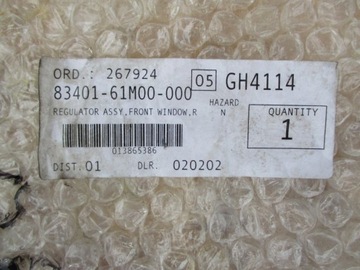 ORD.: 267924
05 GH4114
83401-61M00-000
HAZARD
REGULATOR ASSY,FRONT WINDOW,R N
QUANTITY
1
013865386
DIST. 01 DLR. 020202